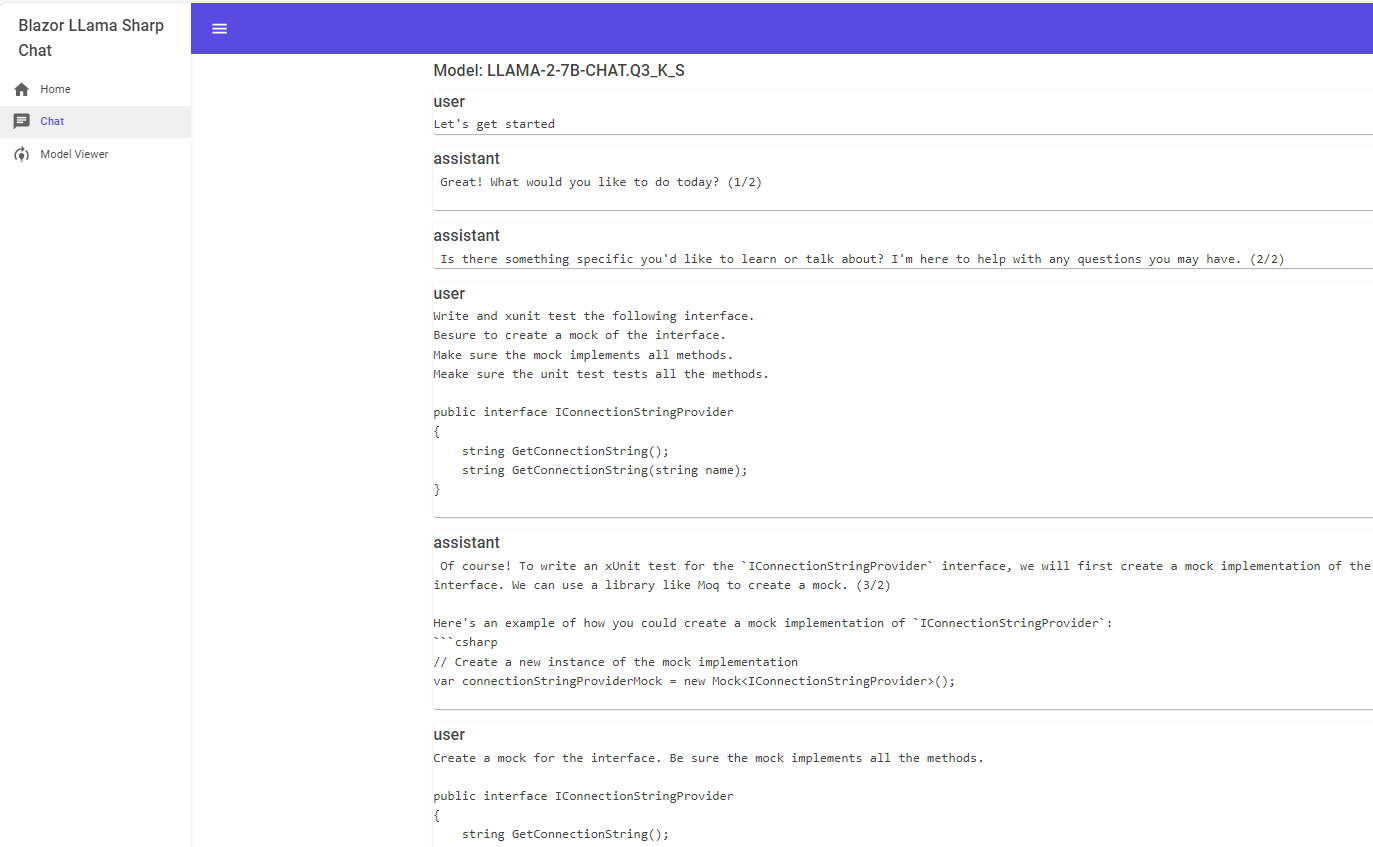 Blazor LLama Sharp
Chat
Home
Chat
Model Viewer
Model: LLAMA-2-7B-CHAT.Q3_K_S
user
Let's get started
assistant
Great! What would you like to do today? (1/2)
assistant
Is there something specific you'd like to learn or talk about? I'm here to help with any questions you may have. (2/2)
user
Write and xunit test the following interface.
Besure to create a mock of the interface.
Make sure the mock implements all methods.
Meake sure the unit test tests all the methods.
public interface IConnectionStringProvider
{
    string GetConnectionString();
    string GetConnectionString(string name);
}
assistant
Of course! To write an xUnit test for the `IConnectionStringProvider` interface, we will first create a mock implementation of the
interface. We can use a library like Moq to create a mock. (3/2)
Here's an example of how you could create a mock implementation of `IConnectionStringProvider`:
```csharp
// Create a new instance of the mock implementation
var connectionStringProviderMock = new Mock<IConnectionStringProvider>();
user
Create a mock for the interface. Be sure the mock implements all the methods.
public interface IConnectionStringProvider
{
    string GetConnectionString();